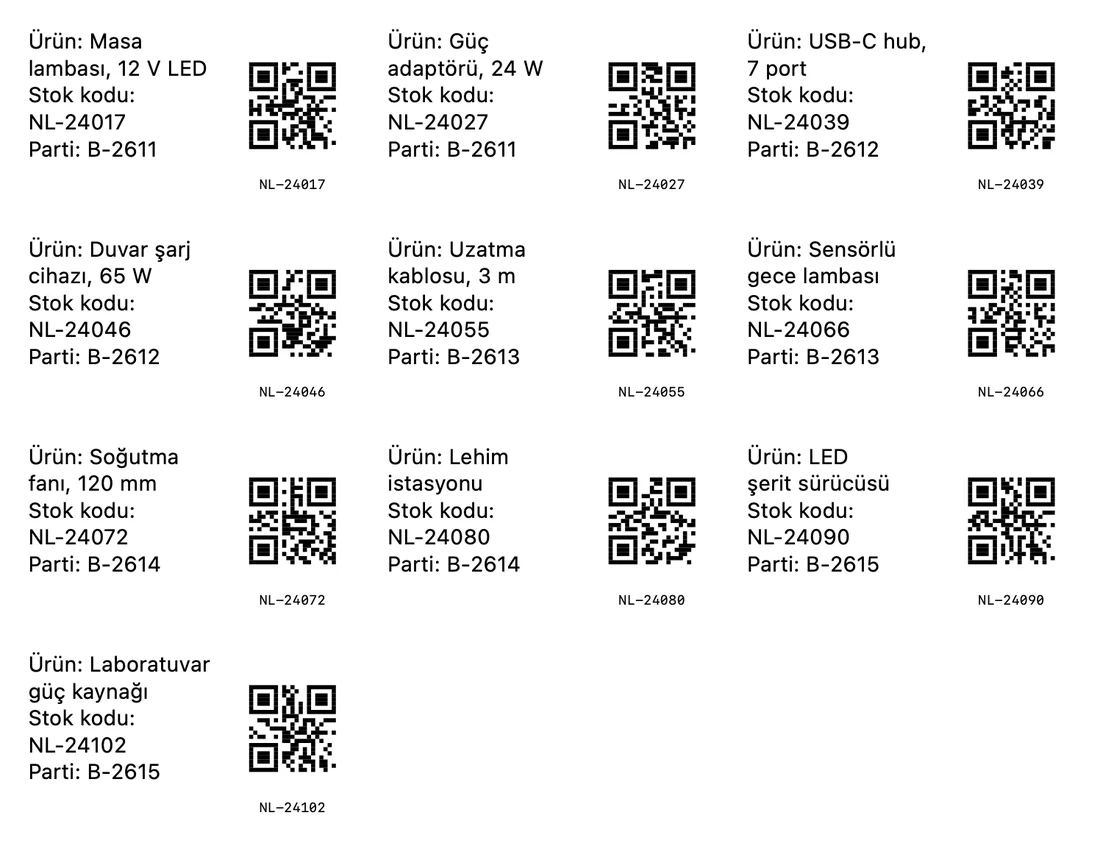 Ürün: Masa
lambası, 12 V LED
Stok kodu:
NL-24017
Parti: B-2611
NL-24017
Ürün: Güç
adaptörü, 24 W
Stok kodu:
NL-24027
Parti: B-2611
NL-24027
Ürün: USB-C hub,
7 port
Stok kodu:
NL-24039
Parti: B-2612
NL-24039
Ürün: Duvar şarj
cihazı, 65 W
Stok kodu:
NL-24046
Parti: B-2612
NL-24046
Ürün: Uzatma
kablosu, 3 m
Stok kodu:
NL-24055
Parti: B-2613
NL-24055
Ürün: Sensörlü
gece lambası
Stok kodu:
NL-24066
Parti: B-2613
NL-24066
Ürün: Soğutma
fanı, 120 mm
Stok kodu:
NL-24072
Parti: B-2614
NL-24072
Ürün: Lehim
istasyonu
Stok kodu:
NL-24080
Parti: B-2614
NL-24080
Ürün: LED
şerit sürücüsü
Stok kodu:
NL-24090
Parti: B-2615
NL-24090
Ürün: Laboratuvar
güç kaynağı
Stok kodu:
NL-24102
Parti: B-2615
NL-24102